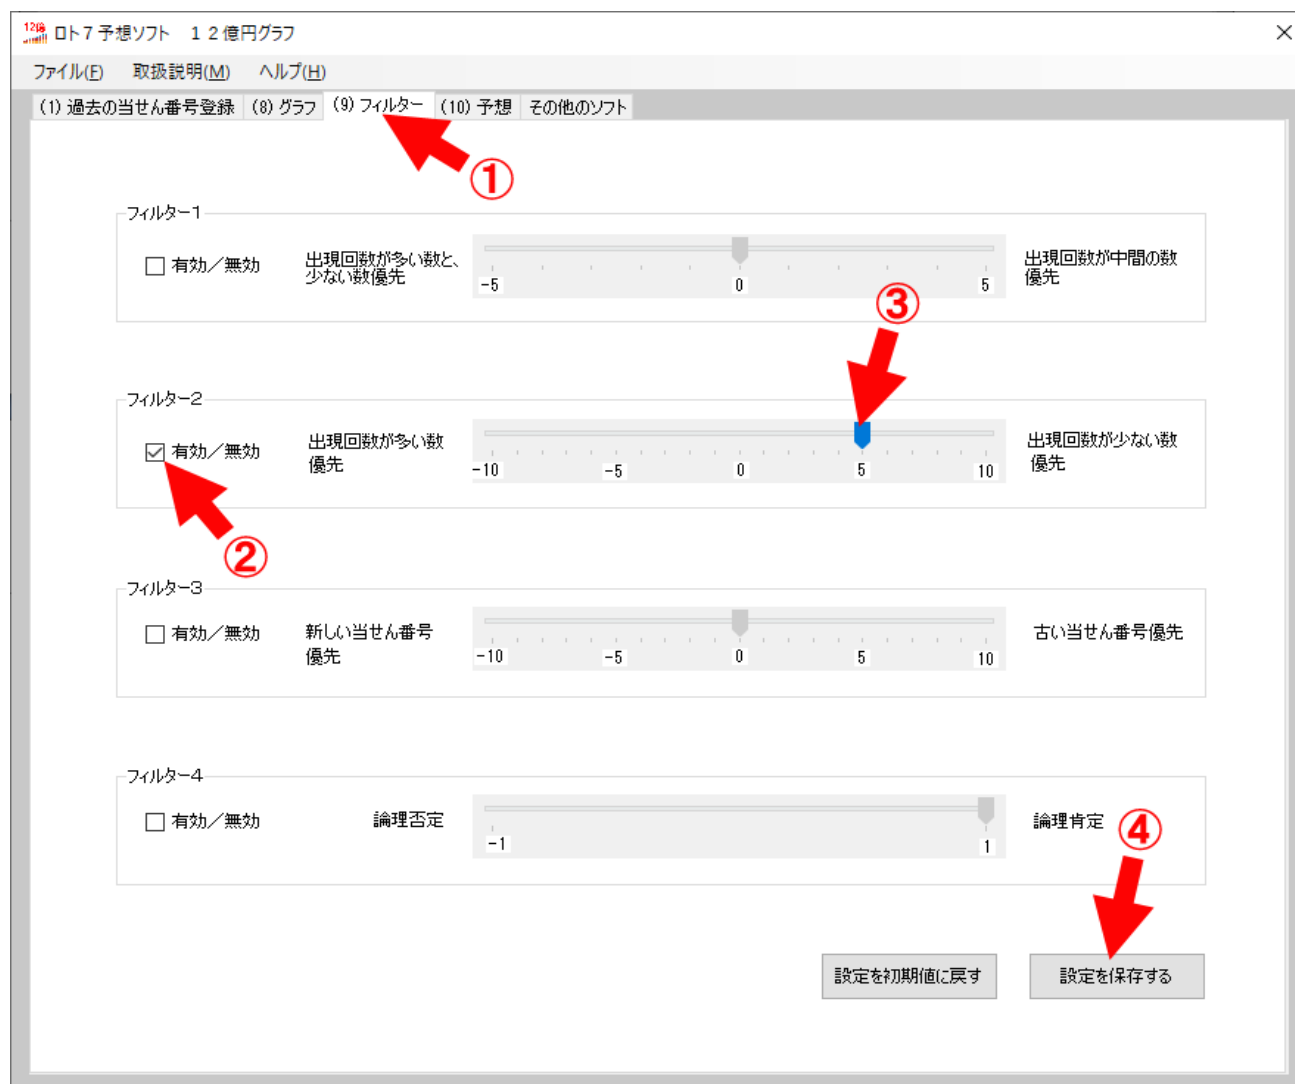 12億 ロト７予想ソフト　１２億円グラフ
ファイル(F) 取扱説明(M) ヘルプ(H)
(1) 過去の当せん番号登録 (8) グラフ (9) フィルター (10) 予想 その他のソフト
①
フィルター1
有効／無効
出現回数が多い数と、
少ない数優先
-5 0 5
出現回数が中間の数
優先
③
フィルター2
有効／無効
出現回数が多い数
優先
-10 -5 0 5 10
出現回数が少ない数
優先
②
フィルター3
有効／無効
新しい当せん番号
優先
-10 -5 0 5 10
古い当せん番号優先
フィルター4
有効／無効
論理否定
-1 1
論理肯定
④
設定を初期値に戻す 設定を保存する